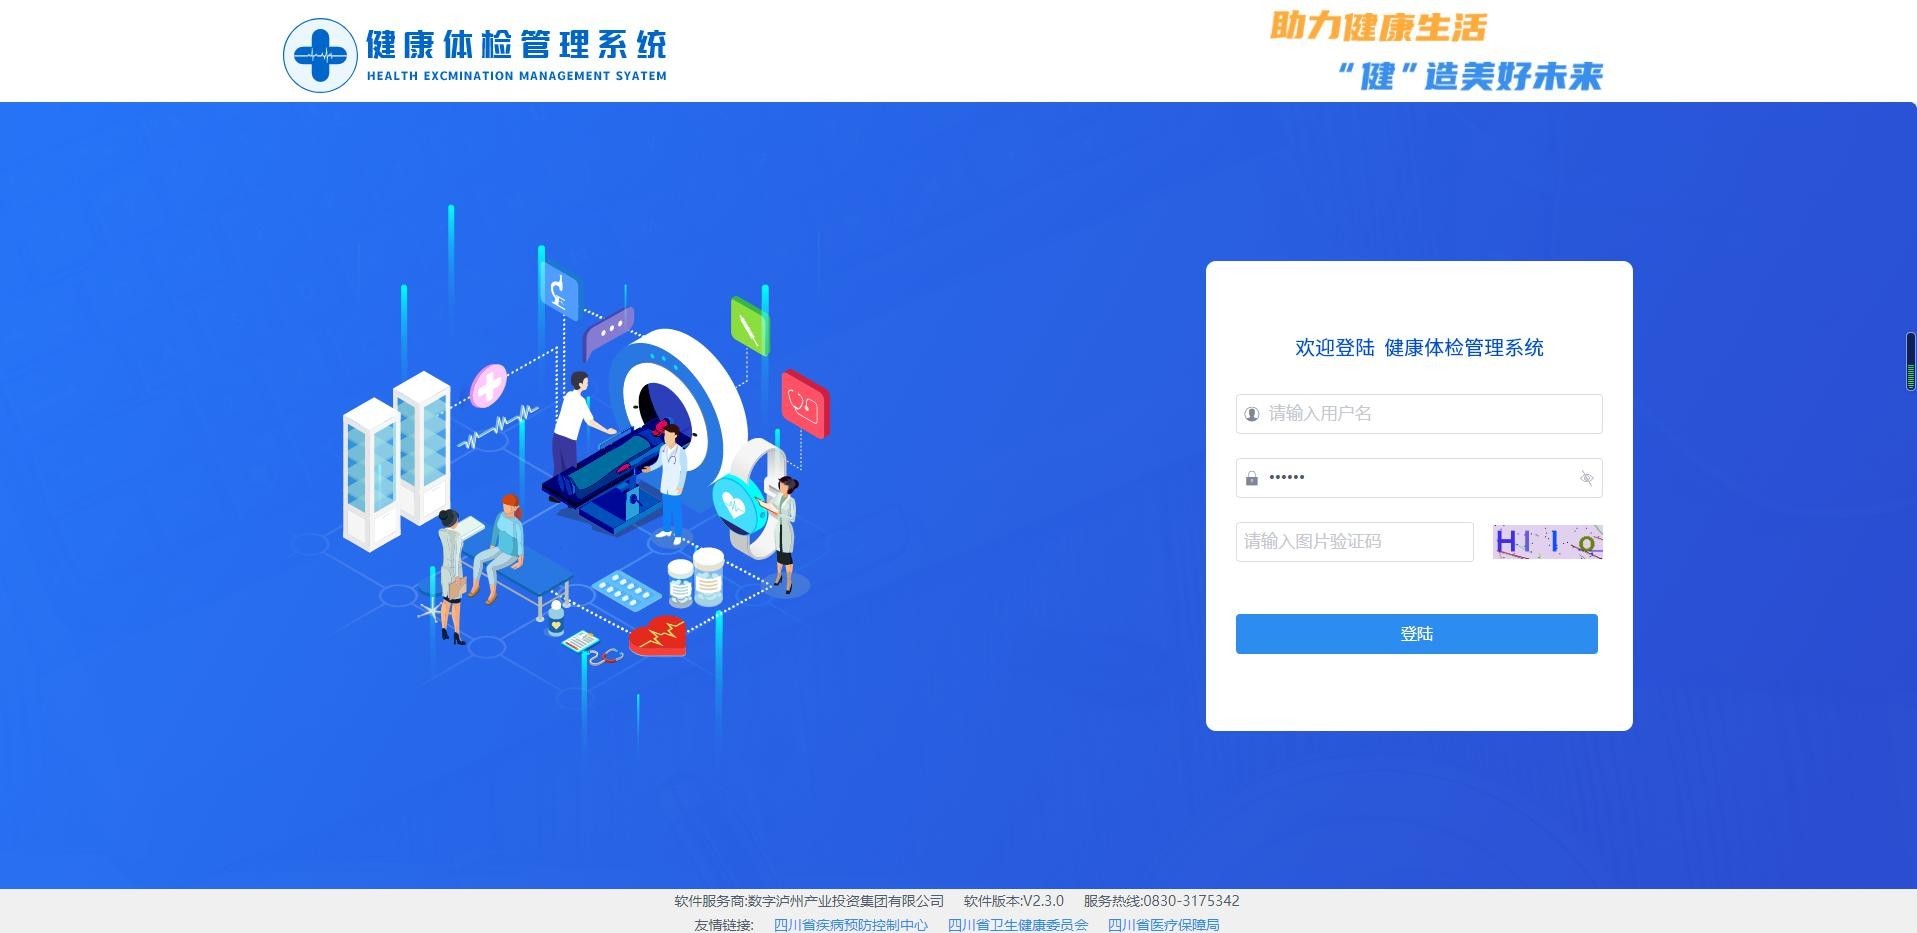 健康体检管理系统
HEALTH EXCMINATION MANAGEMENT SYATEM
助力健康生活
“健”造美好未来
欢迎登陆 健康体检管理系统
请输入用户名
••••••
请输入图片验证码
登陆
软件服务商:数字泸州产业投资集团有限公司 软件版本:V2.3.0 服务热线:0830-3175342
友情链接: 四川省疾病预防控制中心 四川省卫生健康委员会 四川省医疗保障局